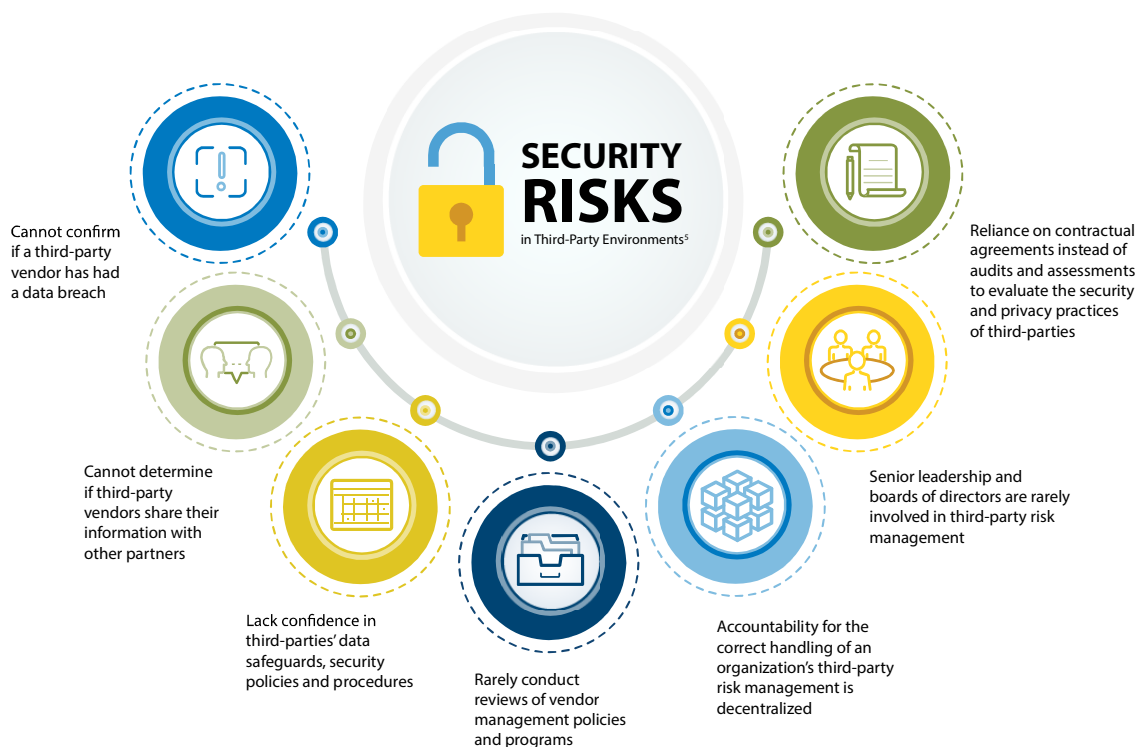 SECURITY
RISKS
in Third-Party Environments⁵
Cannot confirm
if a third-party
vendor has had
a data breach
Cannot determine
if third-party
vendors share their
information with
other partners
Lack confidence in
third-parties’ data
safeguards, security
policies and procedures
Rarely conduct
reviews of vendor
management policies
and programs
Accountability for the
correct handling of an
organization’s third-party
risk management is
decentralized
Senior leadership and
boards of directors are rarely
involved in third-party risk
management
Reliance on contractual
agreements instead of
audits and assessments
to evaluate the security
and privacy practices
of third-parties